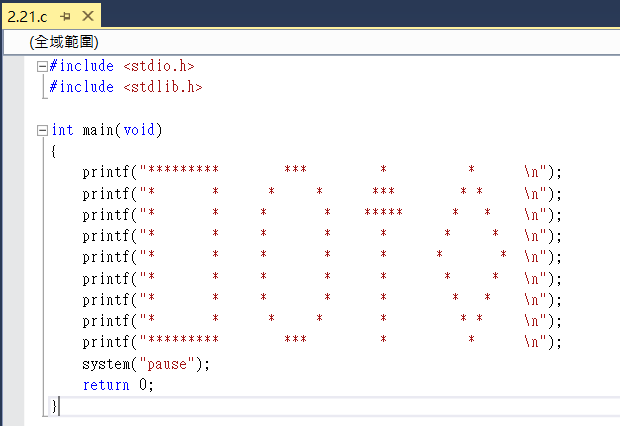 2.21.c
(全域範圍)
#include <stdio.h>
#include <stdlib.h>
int main(void)
{
    printf("*********        ***         *          *      \n");
    printf("*       *      *     *      ***        * *     \n");
    printf("*       *     *       *    *****      *   *    \n");
    printf("*       *     *       *      *       *     *   \n");
    printf("*       *     *       *      *      *       *  \n");
    printf("*       *     *       *      *       *     *   \n");
    printf("*       *     *       *      *        *   *    \n");
    printf("*       *      *     *       *         * *     \n");
    printf("*********        ***         *          *      \n");
    system("pause");
    return 0;
}